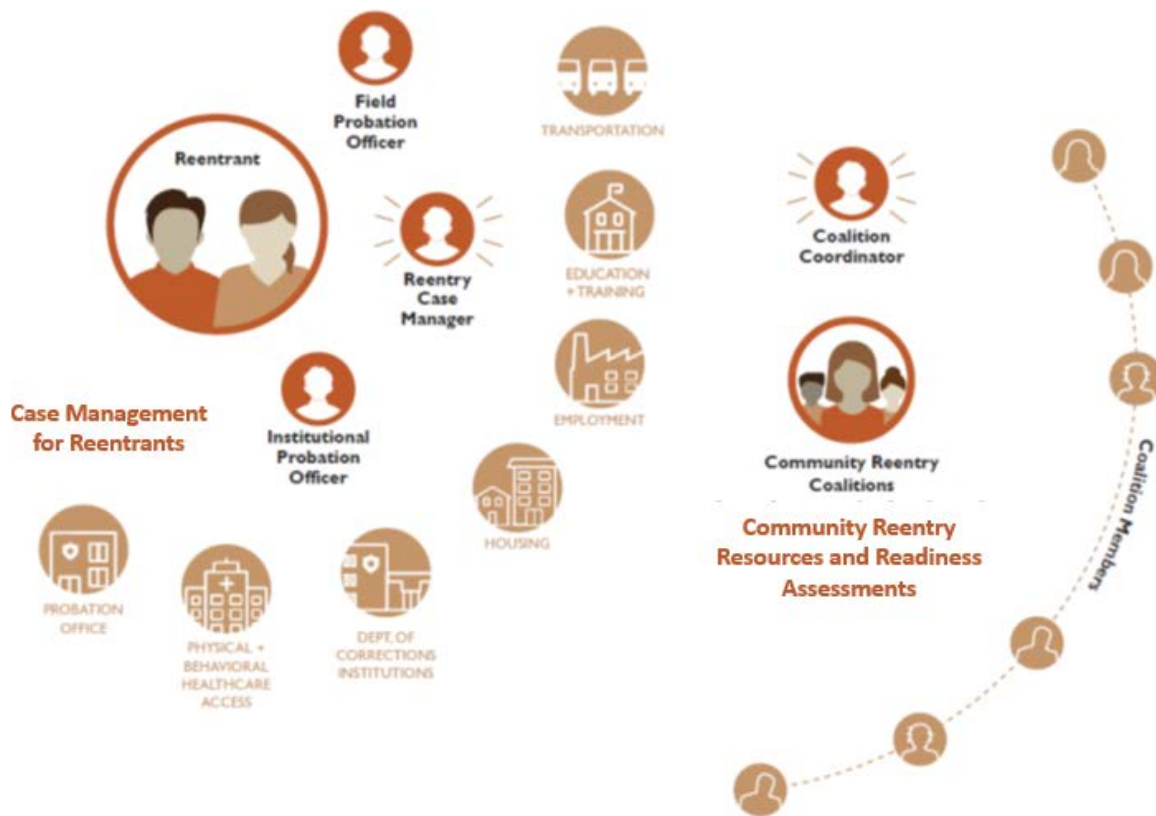 Reentrant
Field
Probation
Officer
Reentry
Case
Manager
Institutional
Probation
Officer
Case Management
for Reentrants
TRANSPORTATION
EDUCATION
+ TRAINING
EMPLOYMENT
HOUSING
DEPT. OF
CORRECTIONS
INSTITUTIONS
PHYSICAL +
BEHAVIORAL
HEALTHCARE
ACCESS
PROBATION
OFFICE
Coalition
Coordinator
Community Reentry
Coalitions
Community Reentry
Resources and Readiness
Assessments
Coalition Members